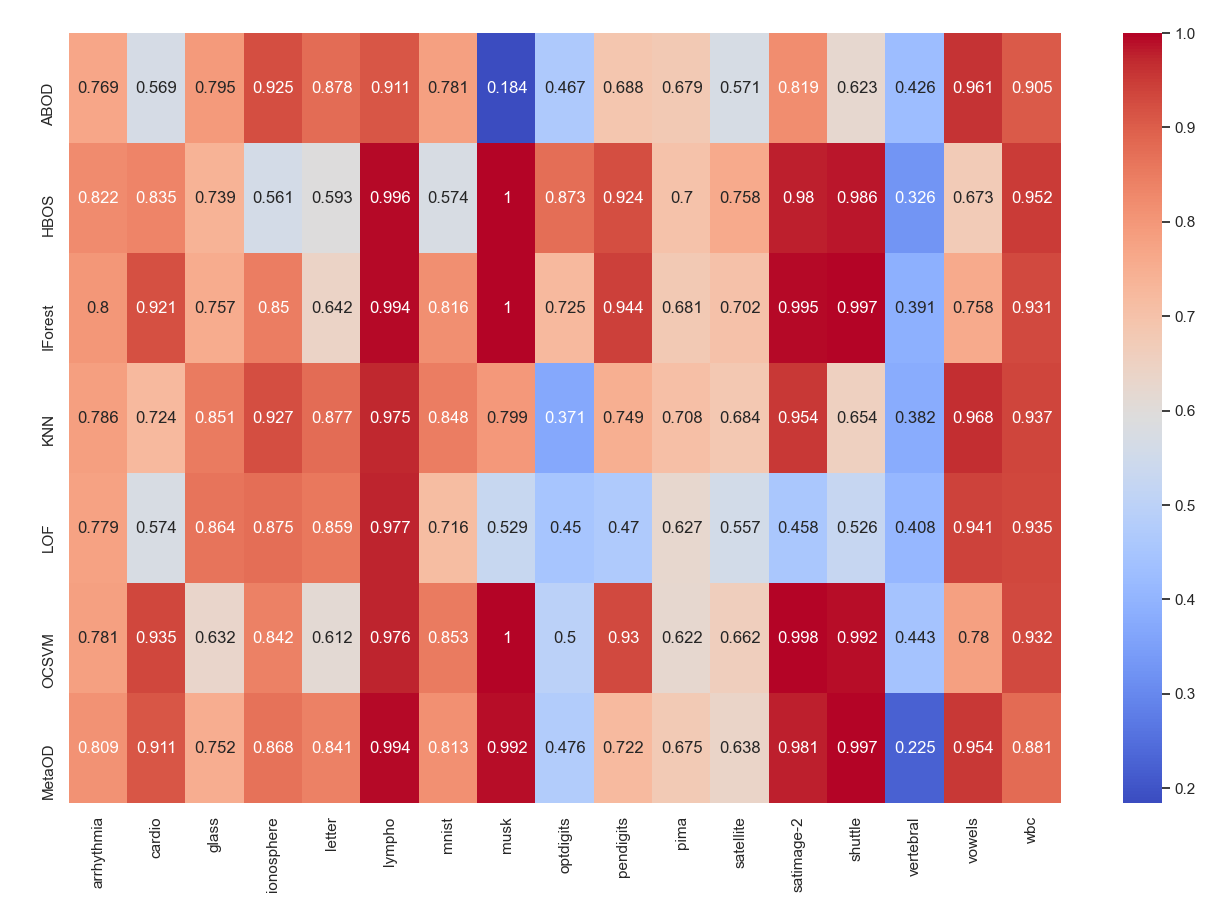 ABOD 0.769 0.569 0.795 0.925 0.878 0.911 0.781 0.184 0.467 0.688 0.679 0.571 0.819 0.623 0.426 0.961 0.905
HBOS 0.822 0.835 0.739 0.561 0.593 0.996 0.574 1 0.873 0.924 0.7 0.758 0.98 0.986 0.326 0.673 0.952
IForest 0.8 0.921 0.757 0.85 0.642 0.994 0.816 1 0.725 0.944 0.681 0.702 0.995 0.997 0.391 0.758 0.931
KNN 0.786 0.724 0.851 0.927 0.877 0.975 0.848 0.799 0.371 0.749 0.708 0.684 0.954 0.654 0.382 0.968 0.937
LOF 0.779 0.574 0.864 0.875 0.859 0.977 0.716 0.529 0.45 0.47 0.627 0.557 0.458 0.526 0.408 0.941 0.935
OCSVM 0.781 0.935 0.632 0.842 0.612 0.976 0.853 1 0.5 0.93 0.622 0.662 0.998 0.992 0.443 0.78 0.932
MetaOD 0.809 0.911 0.752 0.868 0.841 0.994 0.813 0.992 0.476 0.722 0.675 0.638 0.981 0.997 0.225 0.954 0.881
arrhythmia cardio glass ionosphere letter lympho mnist musk optdigits pendigits pima satellite satimage-2 shuttle vertebral vowels wbc
1.0
0.9
0.8
0.7
0.6
0.5
0.4
0.3
0.2